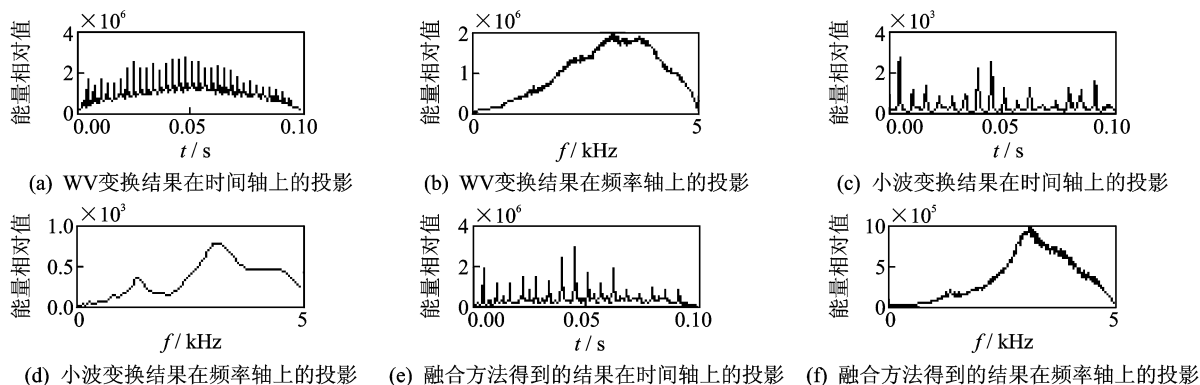 ×10⁶
能量相对值
4
2
0
0.00
0.05
0.10
t / s
(a) WV变换结果在时间轴上的投影
×10⁶
能量相对值
2
1
0
0
5
f / kHz
(b) WV变换结果在频率轴上的投影
×10³
能量相对值
4
2
0
0.00
0.05
0.10
t / s
(c) 小波变换结果在时间轴上的投影
×10³
能量相对值
1.0
0.5
0.0
0
5
f / kHz
(d) 小波变换结果在频率轴上的投影
×10⁶
能量相对值
4
2
0
0.00
0.05
0.10
t / s
(e) 融合方法得到的结果在时间轴上的投影
×10⁵
能量相对值
10
5
0
0
5
f / kHz
(f) 融合方法得到的结果在频率轴上的投影